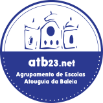 atb23.net
Agrupamento de Escolas
Atouguia da Baleia